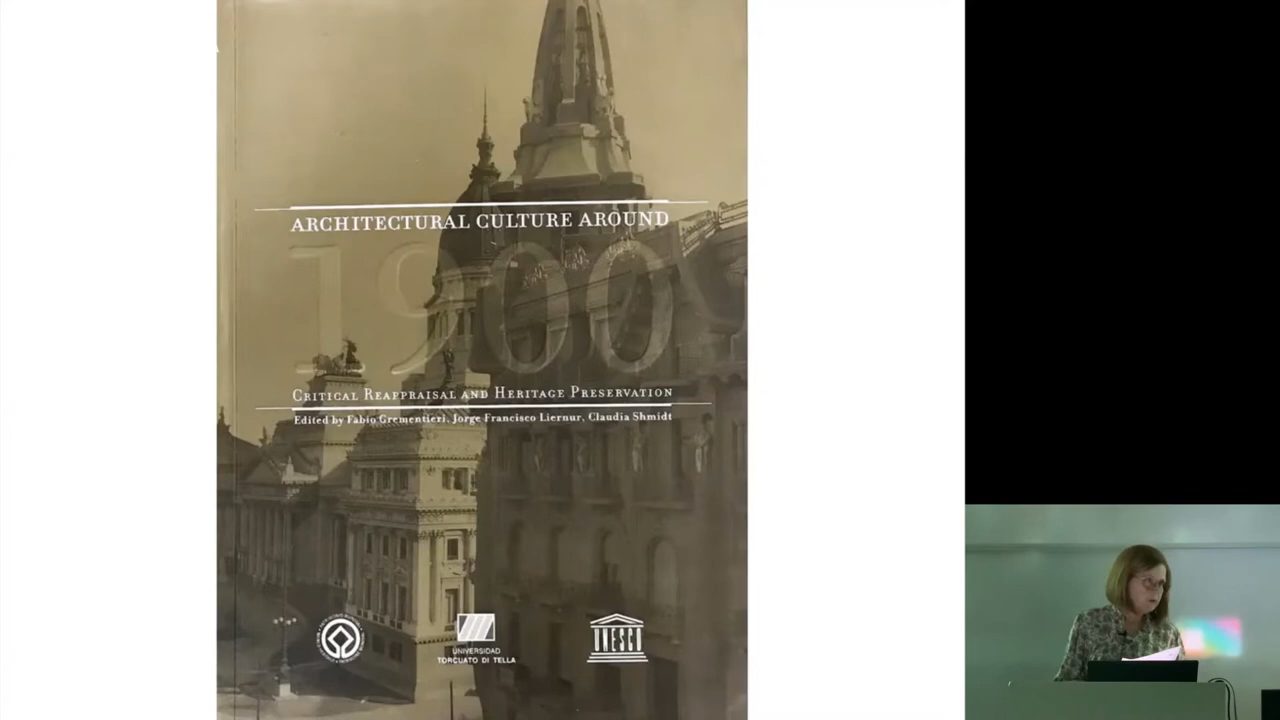 ARCHITECTURAL CULTURE AROUND
1900
CRITICAL REAPPRAISAL AND HERITAGE PRESERVATION
Edited by Fabio Grementieri, Jorge Francisco Liernur, Claudia Shmidt
UNIVERSIDAD
TORCUATO DI TELLA
UNESCO